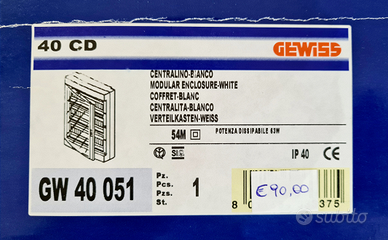 40 CD
GEWISS
CENTRALINO-BIANCO
MODULAR ENCLOSURE-WHITE
COFFRET-BLANC
CENTRALITA-BLANCO
VERTEILKASTEN-WEISS
54M POTENZA DISSIPABILE 63W
IP 40 CE
GW 40 051
Pz.
Pcs.
Pzs.
St.
1
€90,00
8 375
subito